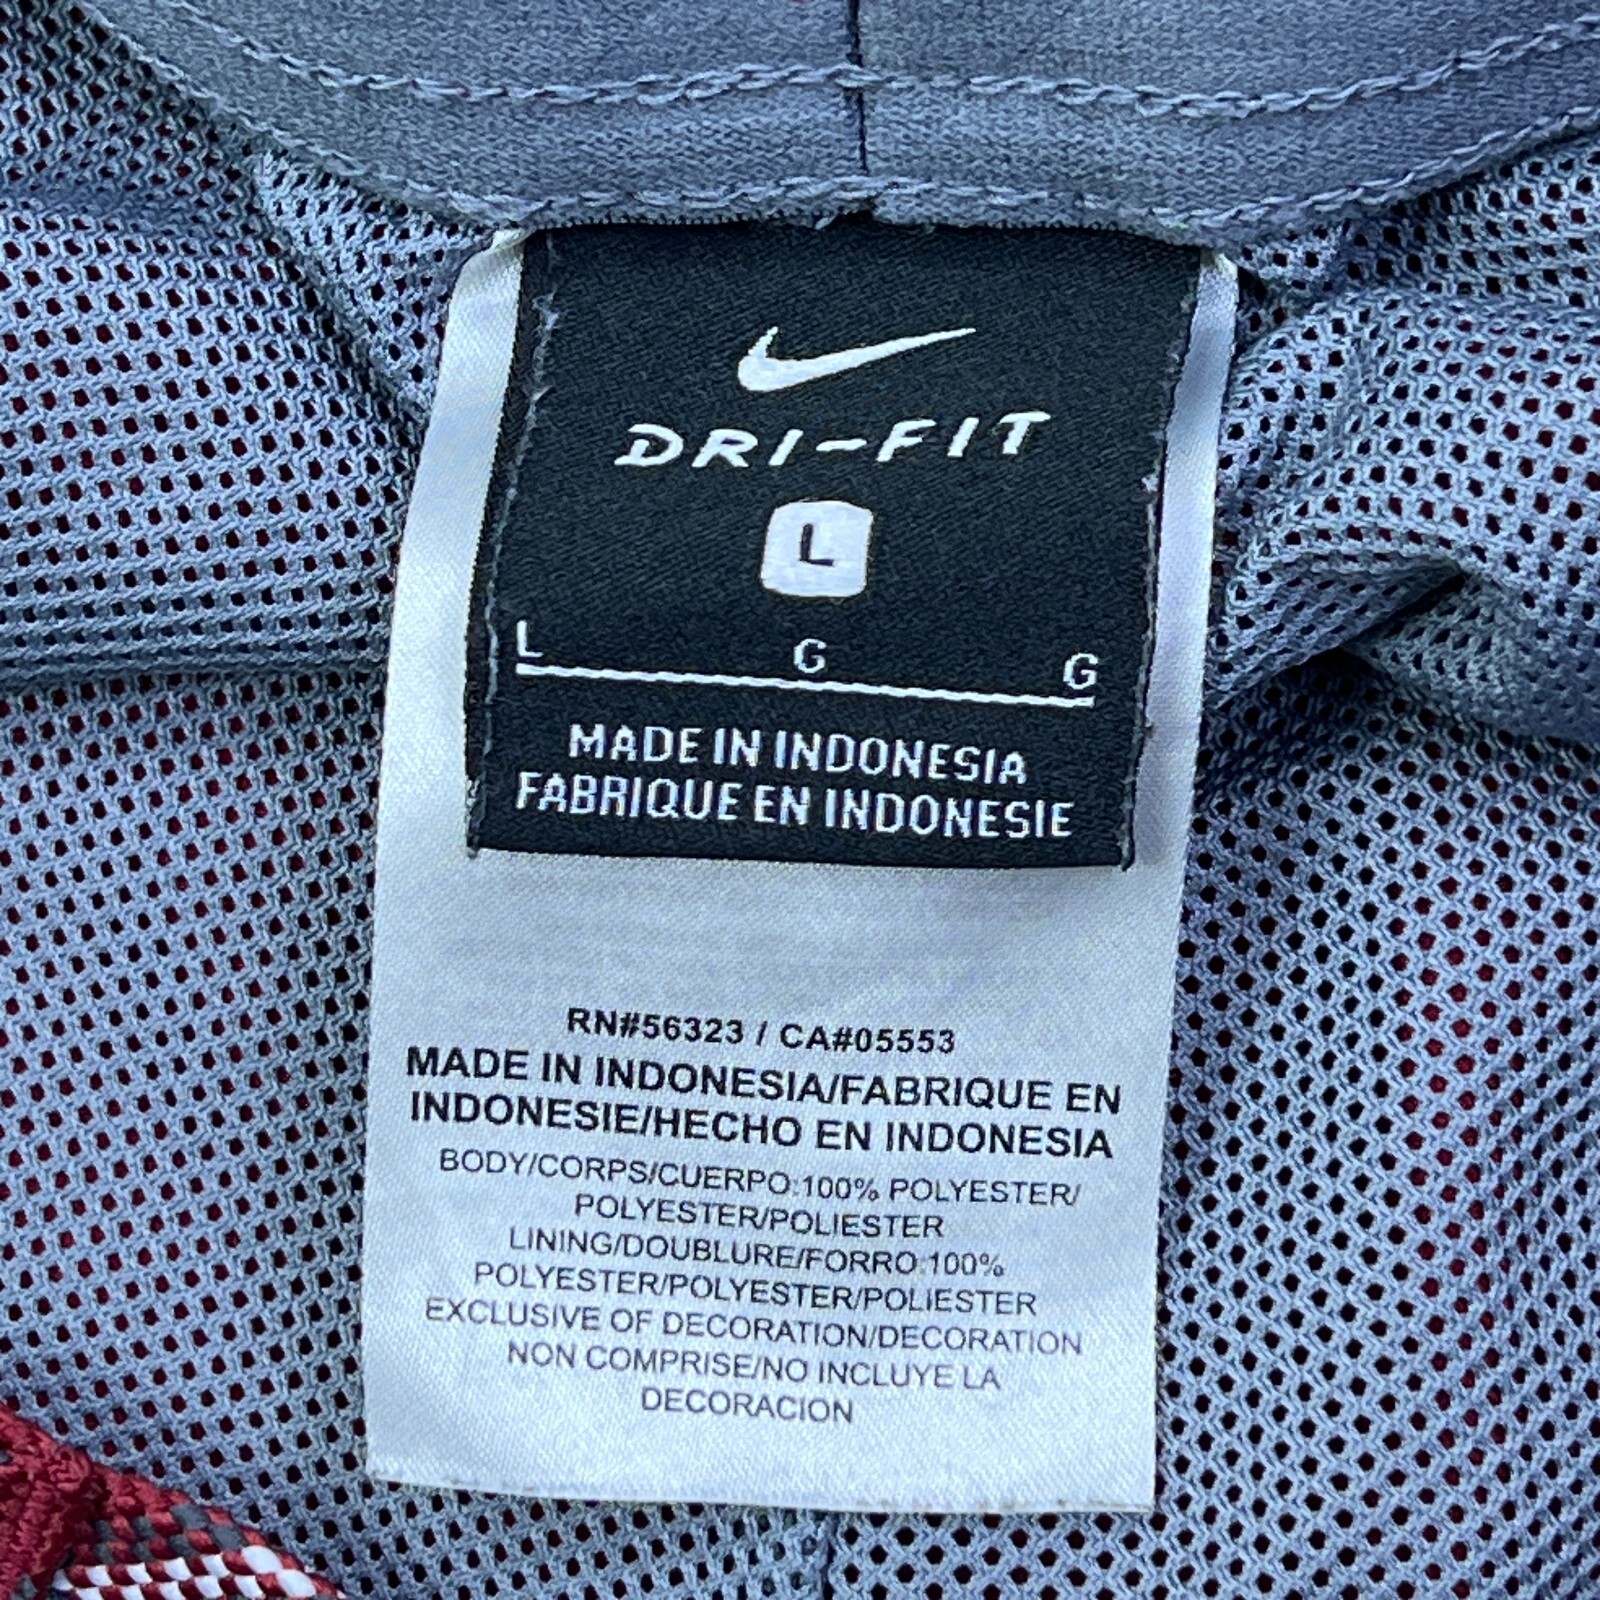 DRI-FIT
L
L G G
MADE IN INDONESIA
FABRIQUE EN INDONESIE
RN#56323 / CA#05553
MADE IN INDONESIA/FABRIQUE EN
INDONESIE/HECHO EN INDONESIA
BODY/CORPS/CUERPO:100% POLYESTER/
POLYESTER/POLIESTER
LINING/DOUBLURE/FORRO:100%
POLYESTER/POLYESTER/POLIESTER
EXCLUSIVE OF DECORATION/DECORATION
NON COMPRISE/NO INCLUYE LA
DECORACION